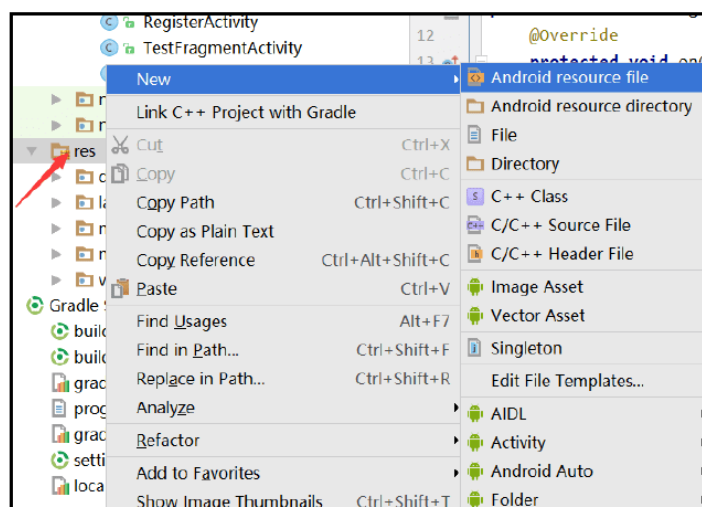 RegisterActivity
TestFragmentActivity
12
@Override
13
protected void
New
Android resource file
Link C++ Project with Gradle
Android resource directory
File
res
Cut Ctrl+X
Directory
Copy Ctrl+C
C++ Class
Copy Path Ctrl+Shift+C
C/C++ Source File
Copy as Plain Text
C/C++ Header File
Copy Reference Ctrl+Alt+Shift+C
Image Asset
Paste Ctrl+V
Gradle
Vector Asset
Find Usages Alt+F7
Find in Path... Ctrl+Shift+F
Singleton
Replace in Path... Ctrl+Shift+R
Edit File Templates...
Analyze
AIDL
Refactor
Activity
Add to Favorites
Android Auto
Show Image Thumbnails Ctrl+Shift+T
Folder